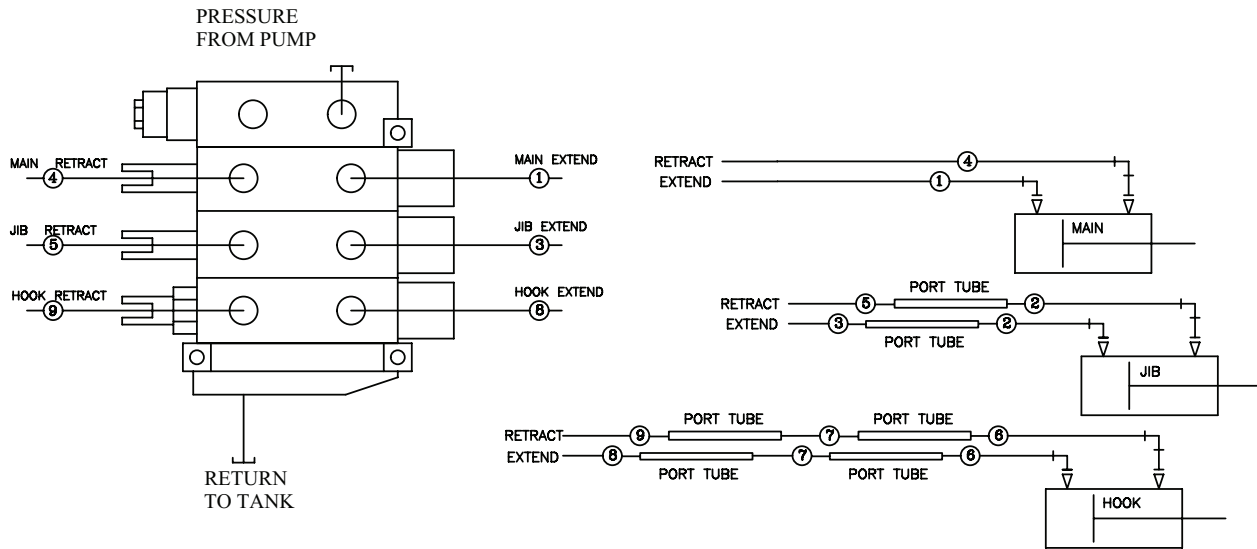 PRESSURE
FROM PUMP
MAIN RETRACT
4
MAIN EXTEND
1
JIB RETRACT
5
JIB EXTEND
3
HOOK RETRACT
9
HOOK EXTEND
8
RETURN
TO TANK
RETRACT 4
EXTEND 1
MAIN
PORT TUBE
RETRACT 5 2
EXTEND 3 2
PORT TUBE
JIB
PORT TUBE PORT TUBE
RETRACT 9 7 6
EXTEND 8 7 6
PORT TUBE PORT TUBE
HOOK